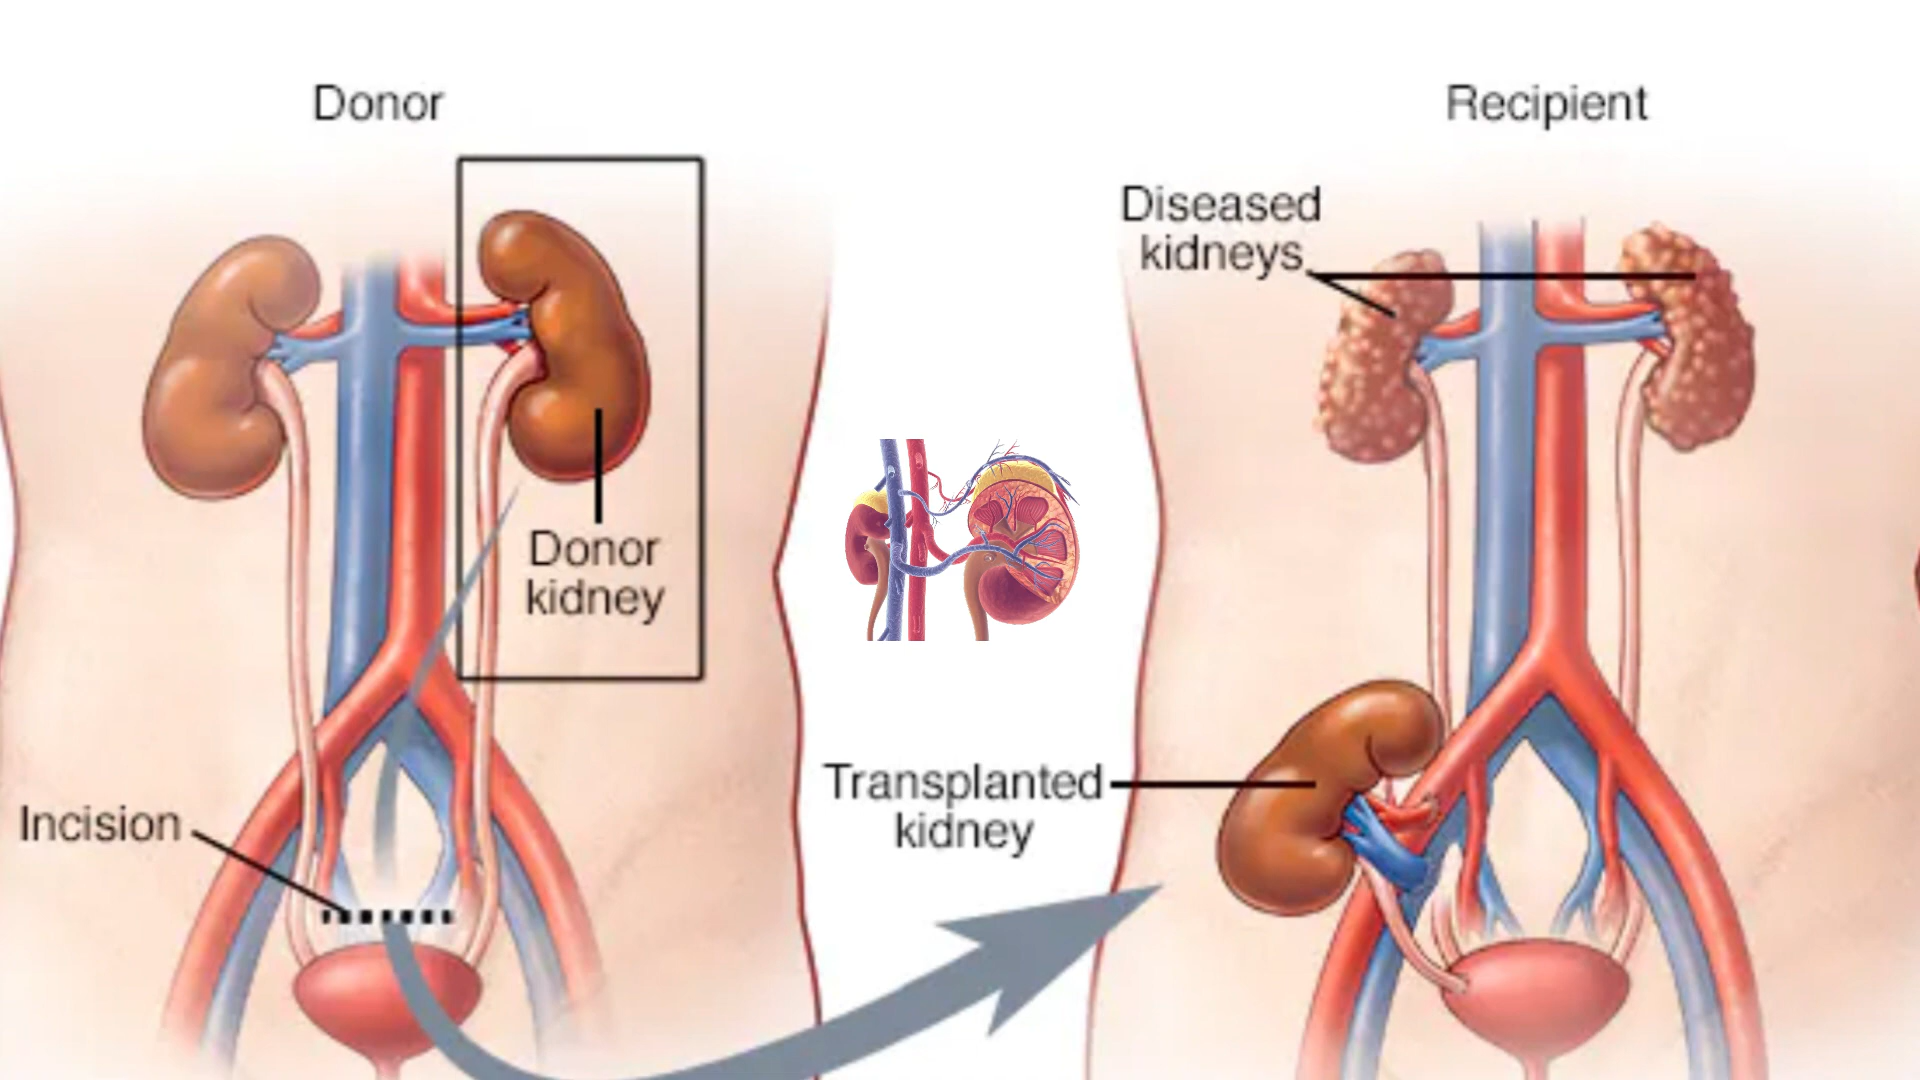 Donor
Donor
kidney
Incision
Recipient
Diseased
kidneys
Transplanted
kidney